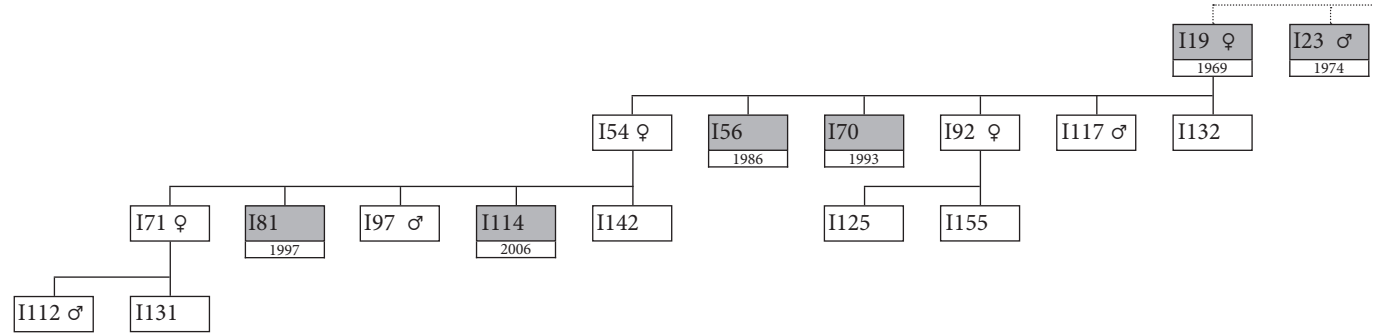 I19 ♀ I23 ♂
1969 1974
I54 ♀ I56 I70 I92 ♀ I117 ♂ I132
1986 1993
I71 ♀ I81 I97 ♂ I114 I142 I125 I155
1997 2006
I112 ♂ I131